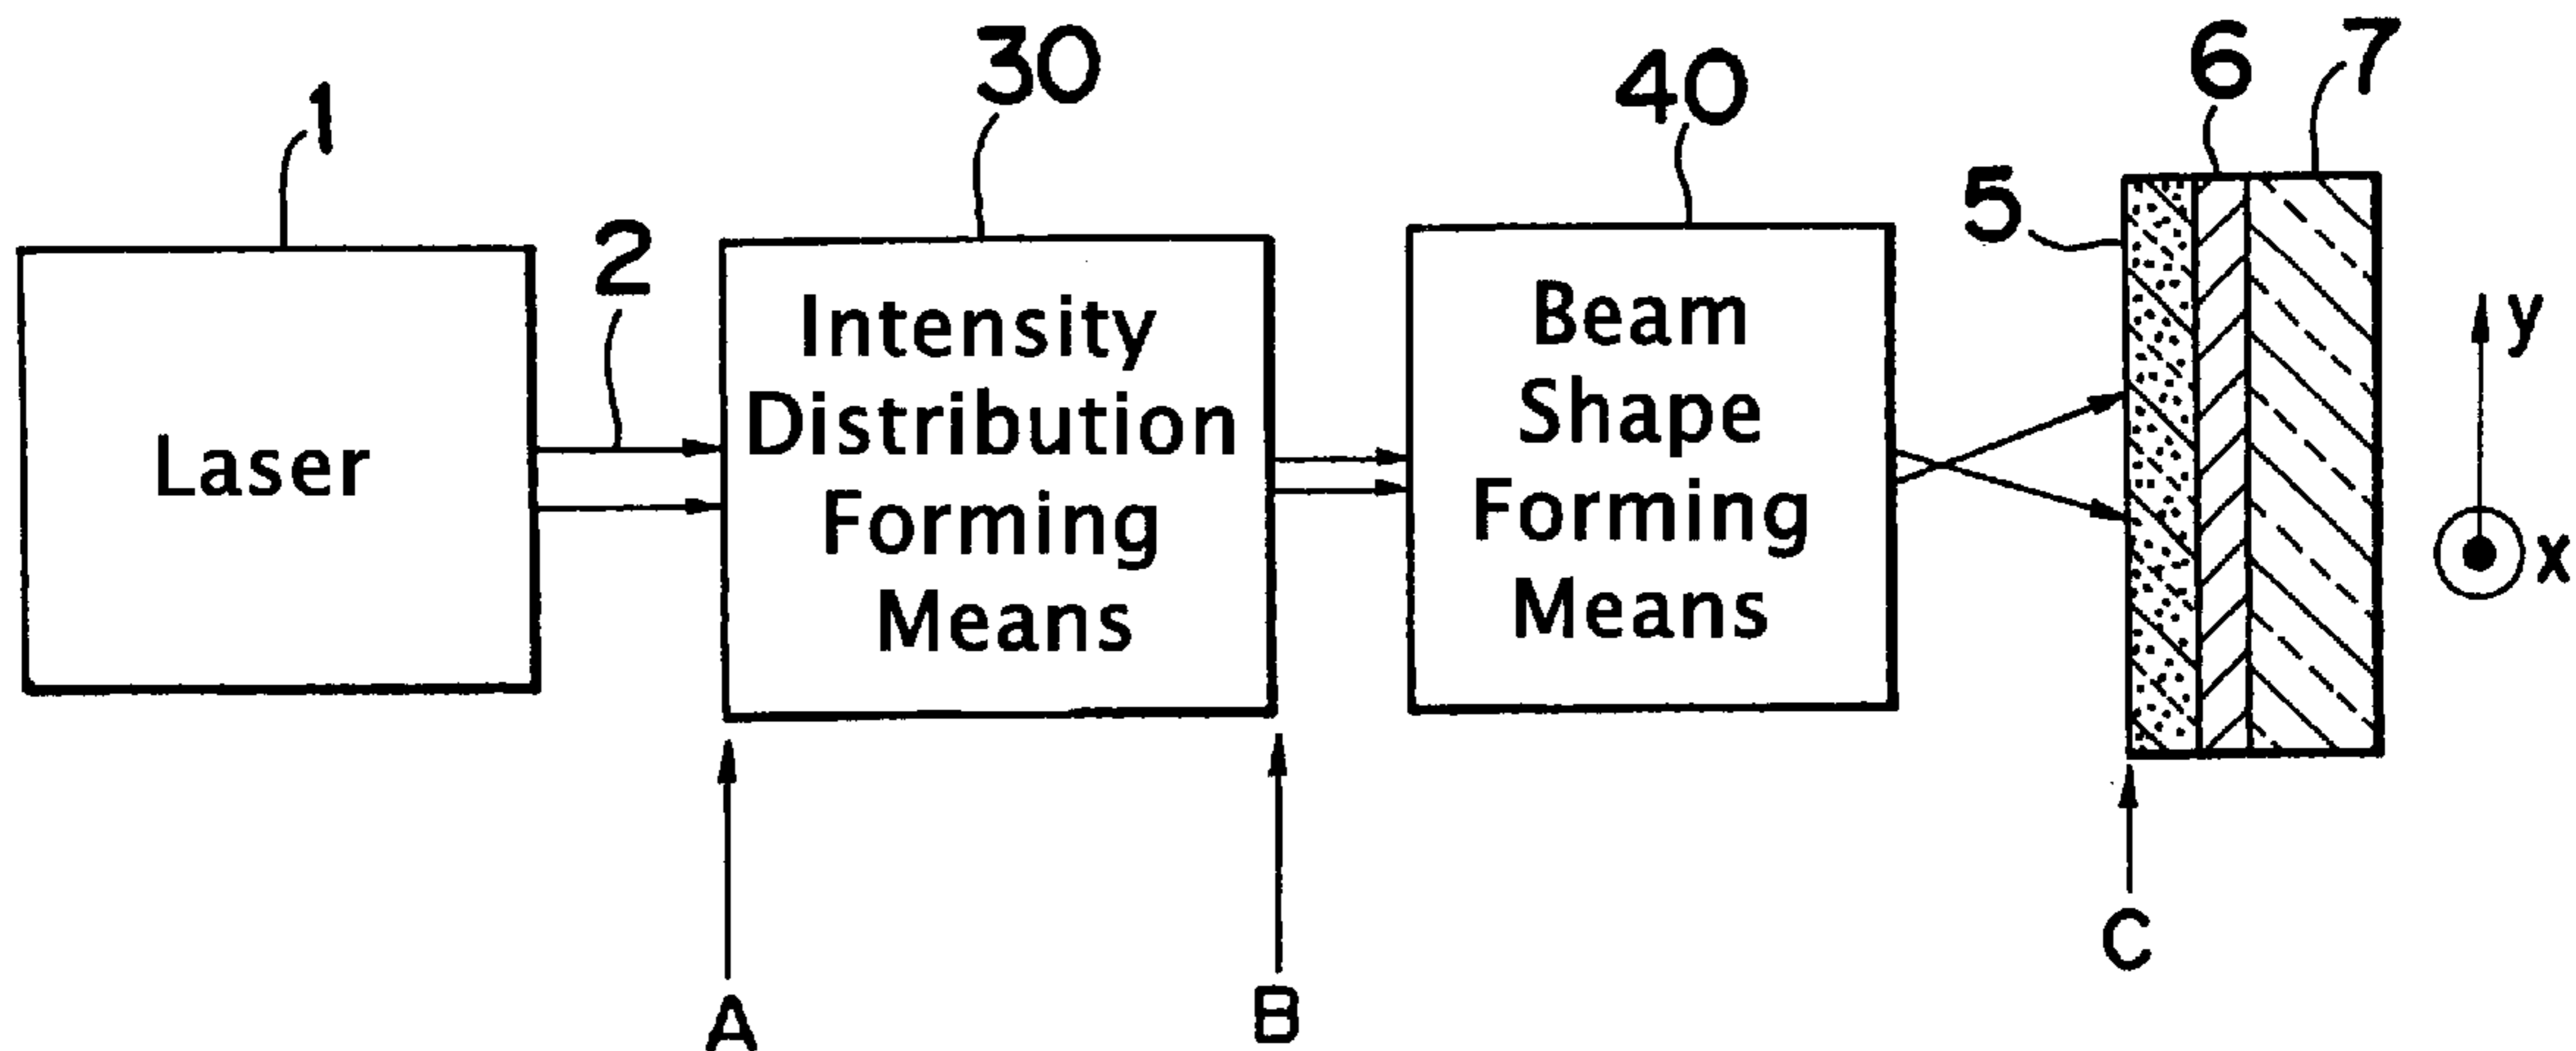 1
30
40
6
7
5
2
Laser
Intensity
Distribution
Forming
Means
Beam
Shape
Forming
Means
y
x
A
B
C